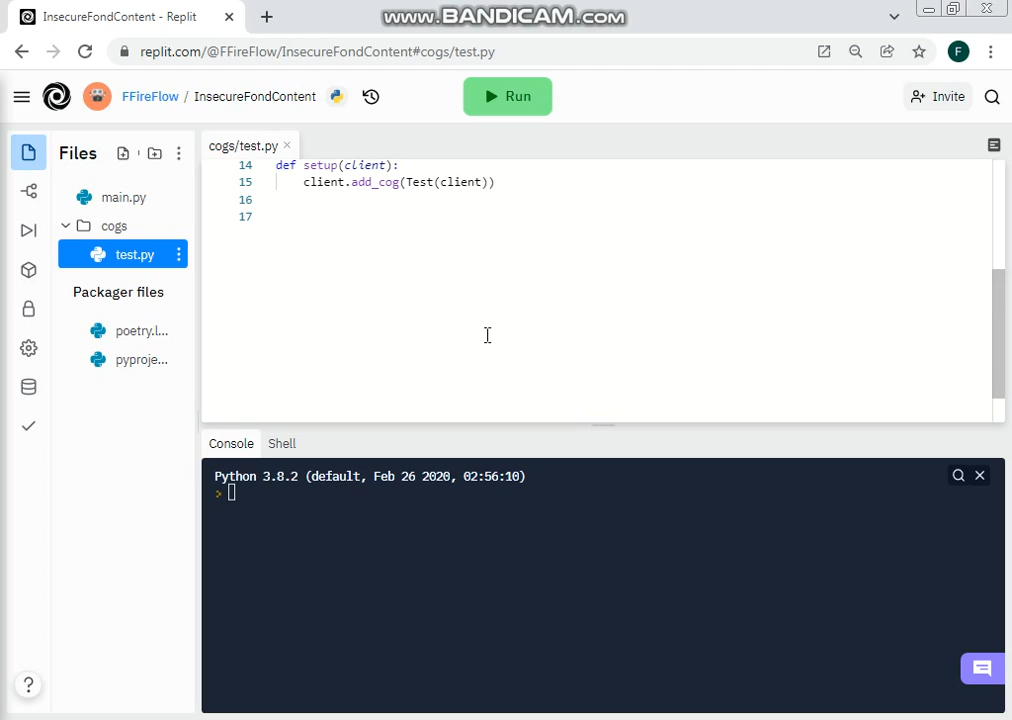 InsecureFondContent - Replit
www.BANDICAM.com
replit.com/@FFireFlow/InsecureFondContent#cogs/test.py
F
FFireFlow / InsecureFondContent
Run
Invite
Files
cogs/test.py
main.py
cogs
test.py
Packager files
poetry.l...
pyproje...
14 def setup(client):
15 client.add_cog(Test(client))
16
17
Console Shell
Python 3.8.2 (default, Feb 26 2020, 02:56:10)
>
?